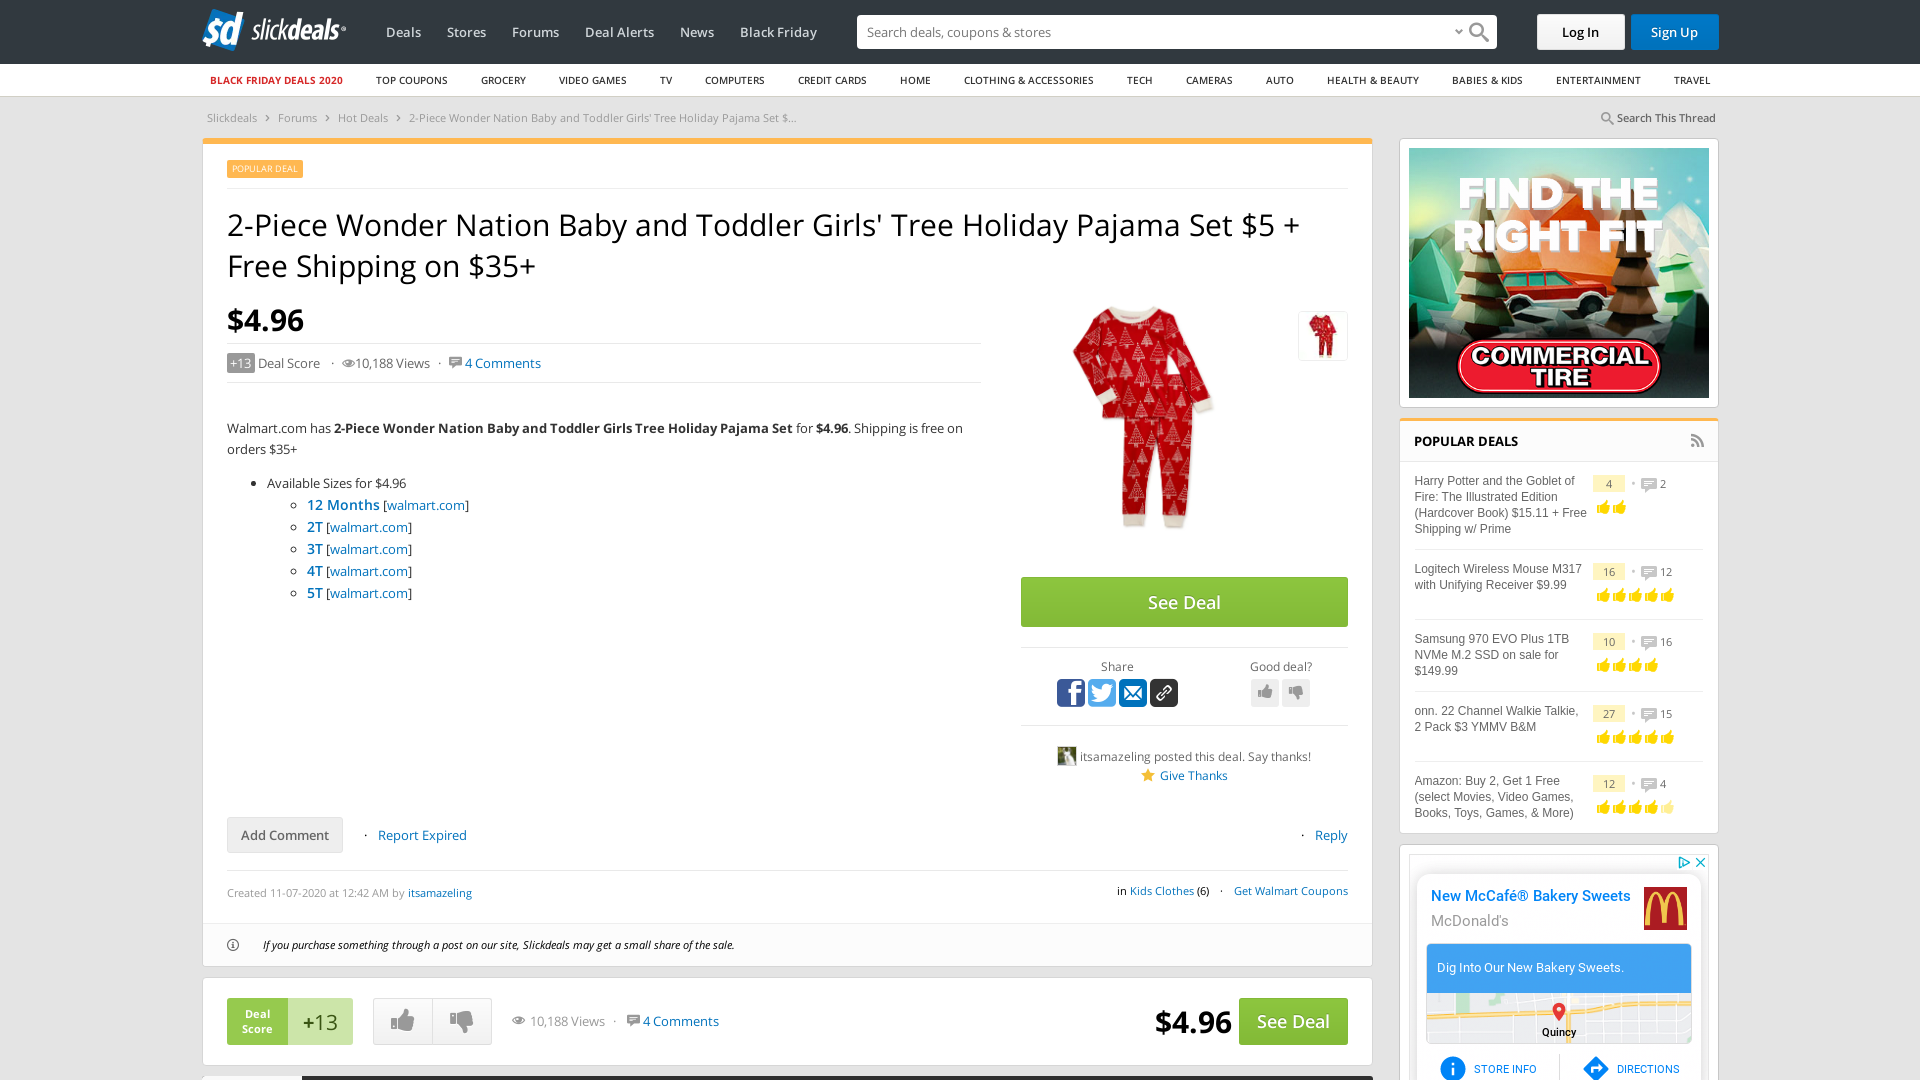 slickdeals
Deals
Stores
Forums
Deal Alerts
News
Black Friday
Search deals, coupons & stores
Log In
Sign Up
BLACK FRIDAY DEALS 2020
TOP COUPONS
GROCERY
VIDEO GAMES
TV
COMPUTERS
CREDIT CARDS
HOME
CLOTHING & ACCESSORIES
TECH
CAMERAS
AUTO
HEALTH & BEAUTY
BABIES & KIDS
ENTERTAINMENT
TRAVEL
Slickdeals › Forums › Hot Deals › 2-Piece Wonder Nation Baby and Toddler Girls' Tree Holiday Pajama Set $...
Search This Thread
POPULAR DEAL
2-Piece Wonder Nation Baby and Toddler Girls' Tree Holiday Pajama Set $5 +
Free Shipping on $35+
$4.96
+13 Deal Score · 10,188 Views · 4 Comments
Walmart.com has 2-Piece Wonder Nation Baby and Toddler Girls Tree Holiday Pajama Set for $4.96. Shipping is free on
orders $35+
Available Sizes for $4.96
12 Months [walmart.com]
2T [walmart.com]
3T [walmart.com]
4T [walmart.com]
5T [walmart.com]
See Deal
Share
Good deal?
itsamazeling posted this deal. Say thanks!
Give Thanks
Add Comment
· Report Expired
· Reply
Created 11-07-2020 at 12:42 AM by itsamazeling
in Kids Clothes (6) · Get Walmart Coupons
If you purchase something through a post on our site, Slickdeals may get a small share of the sale.
Deal
Score
+13
10,188 Views · 4 Comments
$4.96
See Deal
FIND THE
RIGHT FIT
COMMERCIAL
TIRE
POPULAR DEALS
Harry Potter and the Goblet of
Fire: The Illustrated Edition
(Hardcover Book) $15.11 + Free
Shipping w/ Prime
4 • 2
Logitech Wireless Mouse M317
with Unifying Receiver $9.99
16 • 12
Samsung 970 EVO Plus 1TB
NVMe M.2 SSD on sale for
$149.99
10 • 16
onn. 22 Channel Walkie Talkie,
2 Pack $3 YMMV B&M
27 • 15
Amazon: Buy 2, Get 1 Free
(select Movies, Video Games,
Books, Toys, Games, & More)
12 • 4
New McCafé® Bakery Sweets
McDonald's
Dig Into Our New Bakery Sweets.
Quincy
STORE INFO
DIRECTIONS